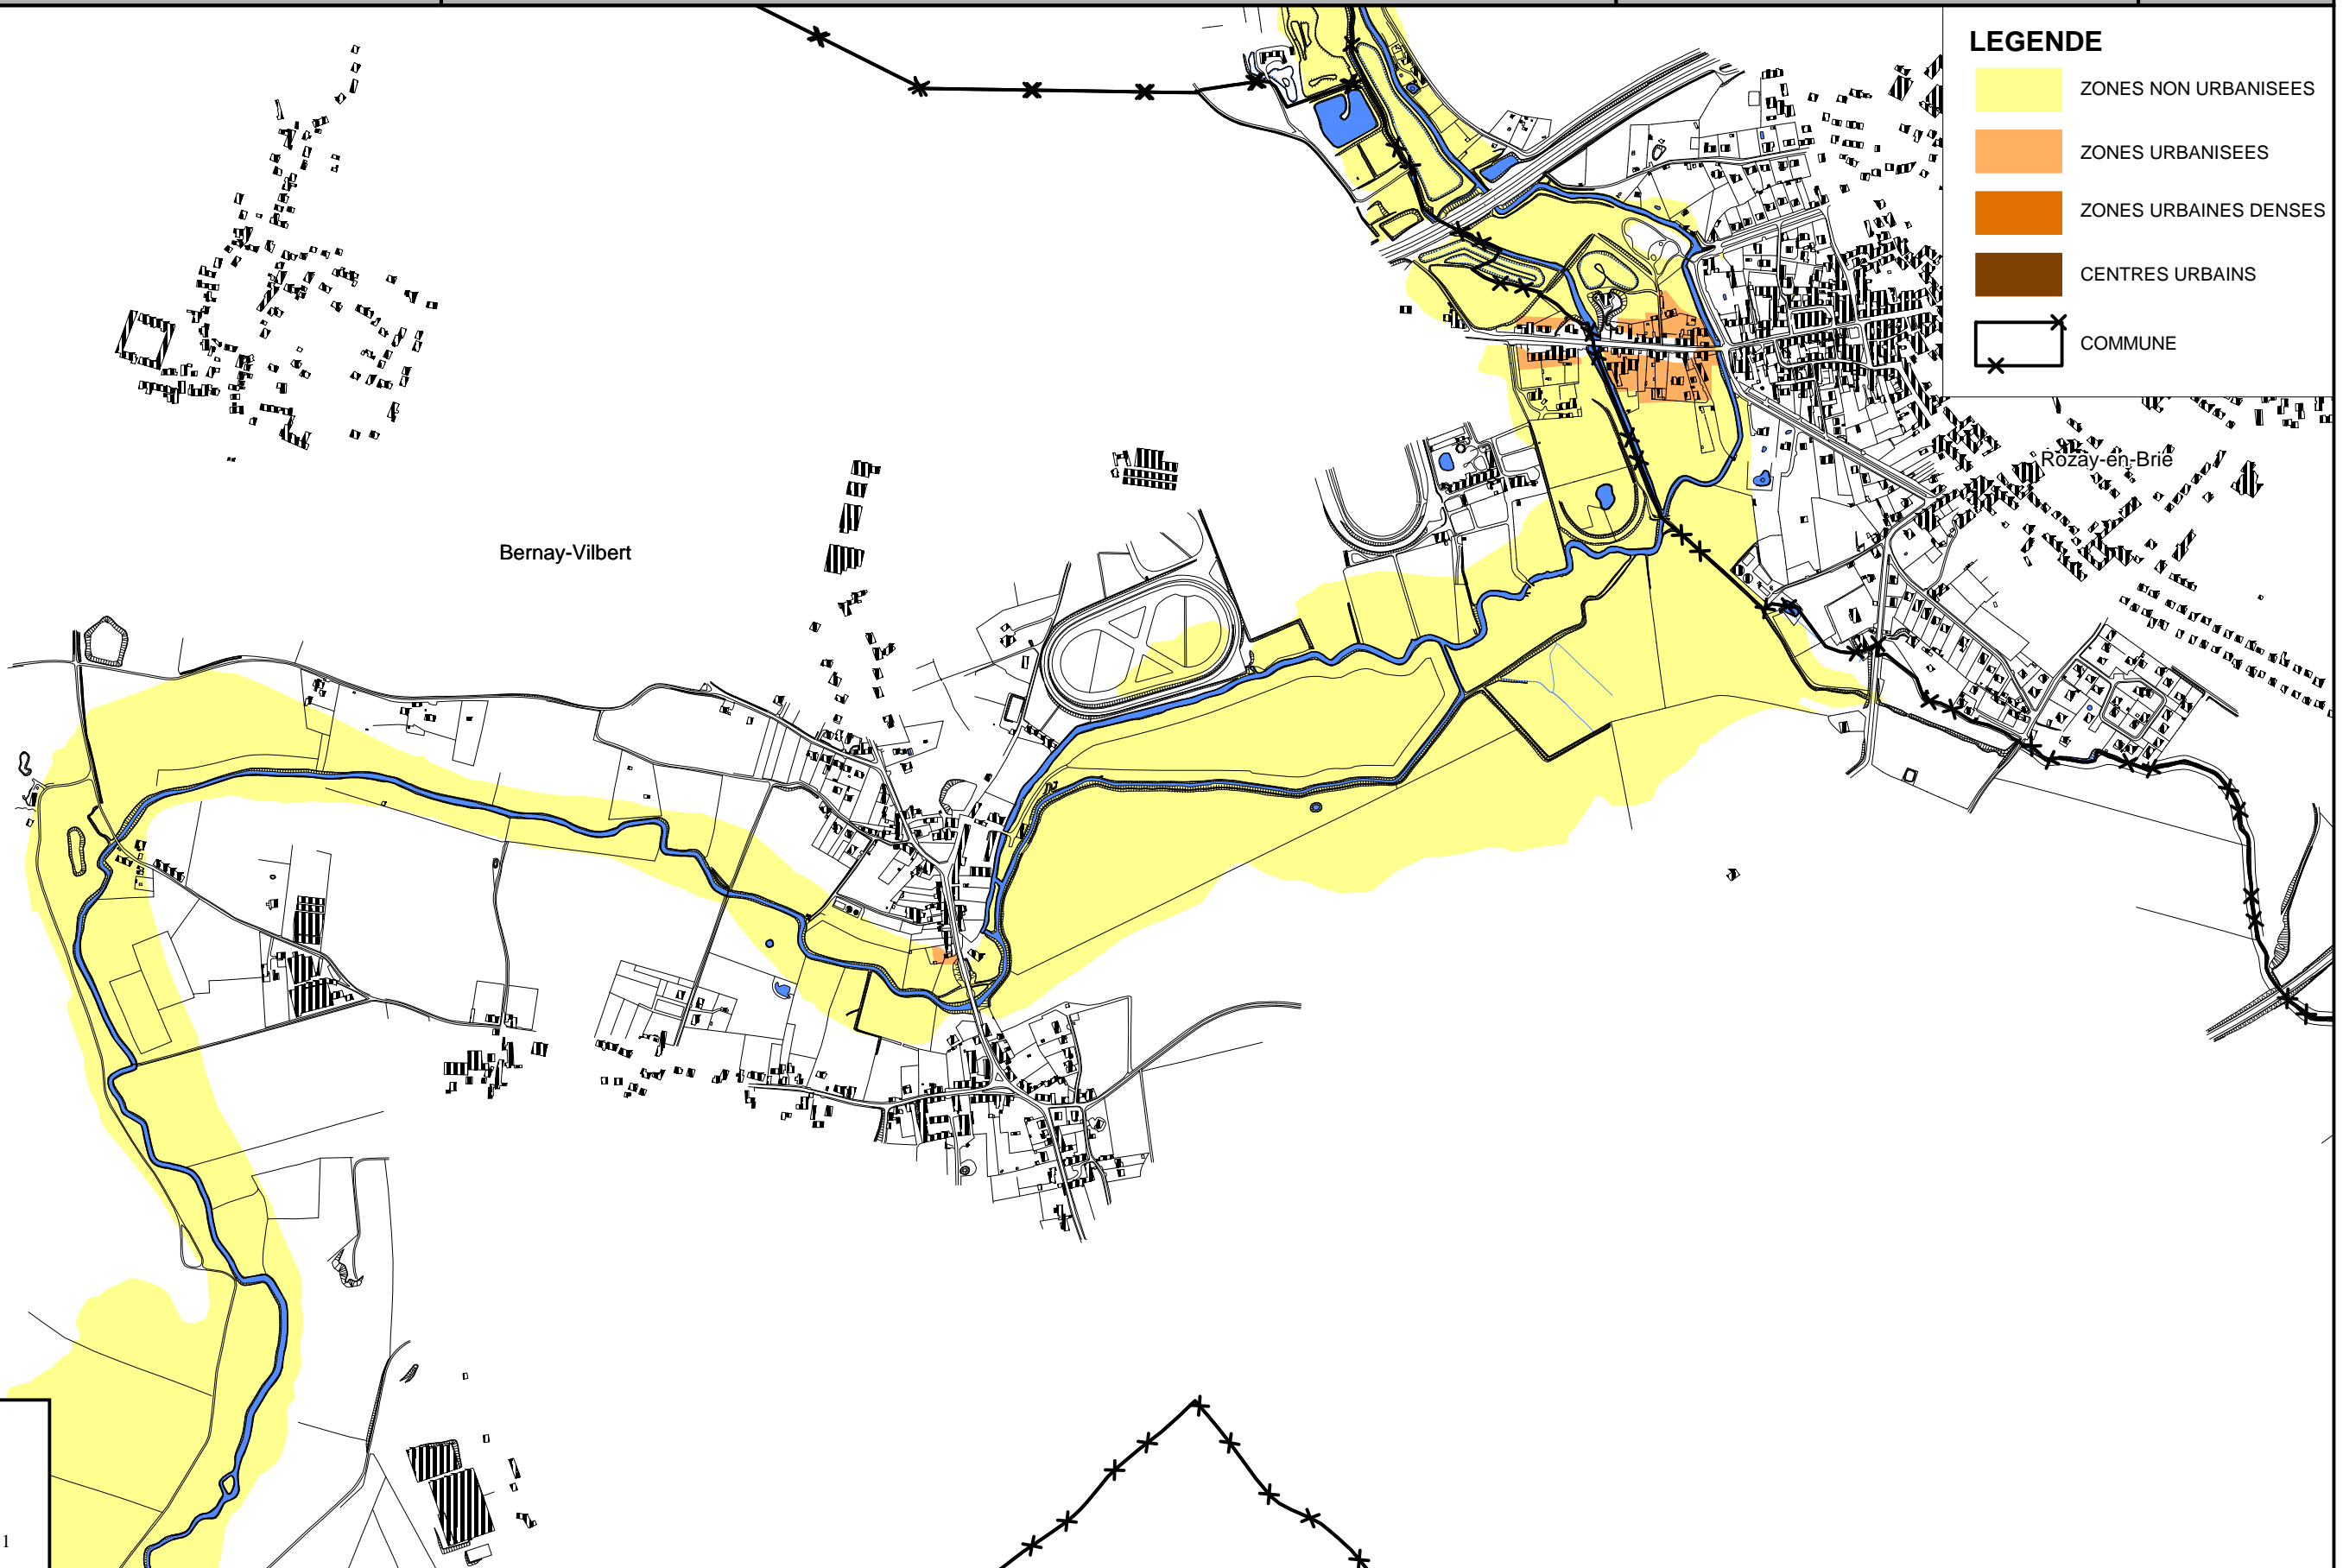 LEGENDE
ZONES NON URBANISEES
ZONES URBANISEES
ZONES URBAINES DENSES
CENTRES URBAINS
COMMUNE
Rozay-en-Brie
Bernay-Vilbert
1